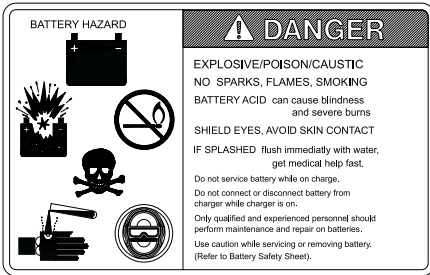 BATTERY HAZARD
+ -
DANGER
EXPLOSIVE/POISON/CAUSTIC
NO SPARKS, FLAMES, SMOKING
BATTERY ACID can cause blindness
and severe burns
SHIELD EYES, AVOID SKIN CONTACT
IF SPLASHED flush immediatly with water,
get medical help fast.
Do not service battery while on charge.
Do not connect or disconnect battery from
charger while charger is on.
Only qualified and experienced personnel should
perform maintenance and repair on batteries.
Use caution while servicing or removing battery.
(Refer to Battery Safety Sheet).